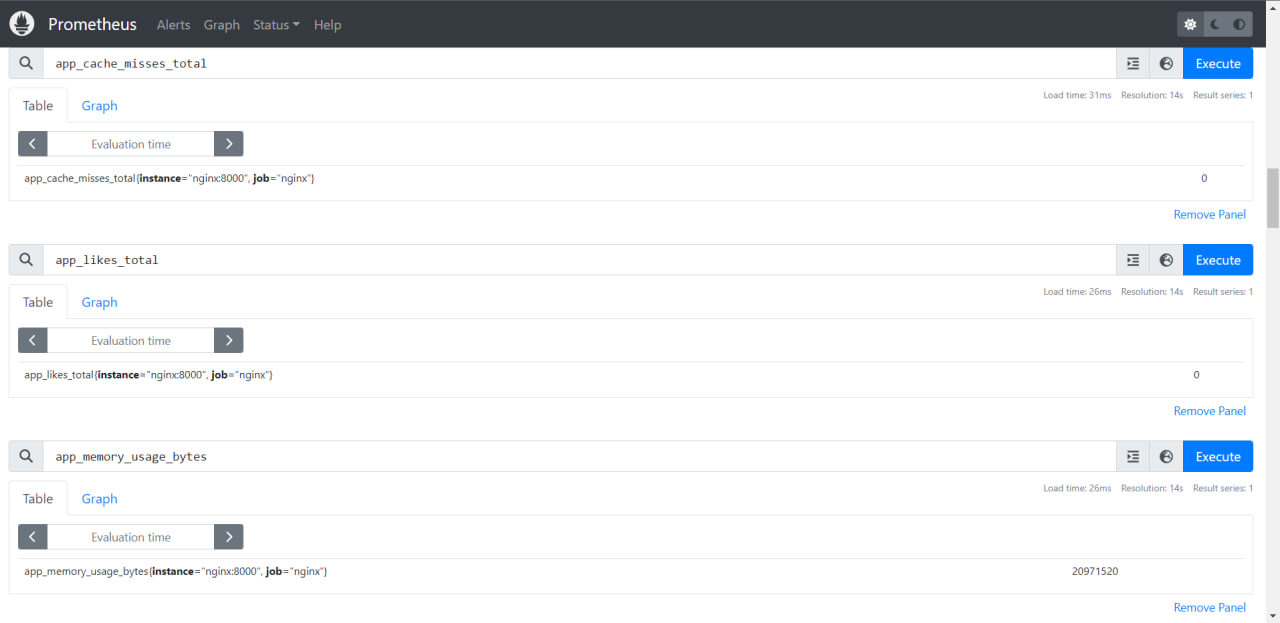 Prometheus Alerts Graph Status Help
app_cache_misses_total Execute
Load time: 31ms Resolution: 14s Result series: 1
Table Graph
Evaluation time
app_cache_misses_total{instance="nginx:8000", job="nginx"} 0
Remove Panel
app_likes_total Execute
Load time: 26ms Resolution: 14s Result series: 1
Table Graph
Evaluation time
app_likes_total{instance="nginx:8000", job="nginx"} 0
Remove Panel
app_memory_usage_bytes Execute
Load time: 26ms Resolution: 14s Result series: 1
Table Graph
Evaluation time
app_memory_usage_bytes{instance="nginx:8000", job="nginx"} 20971520
Remove Panel